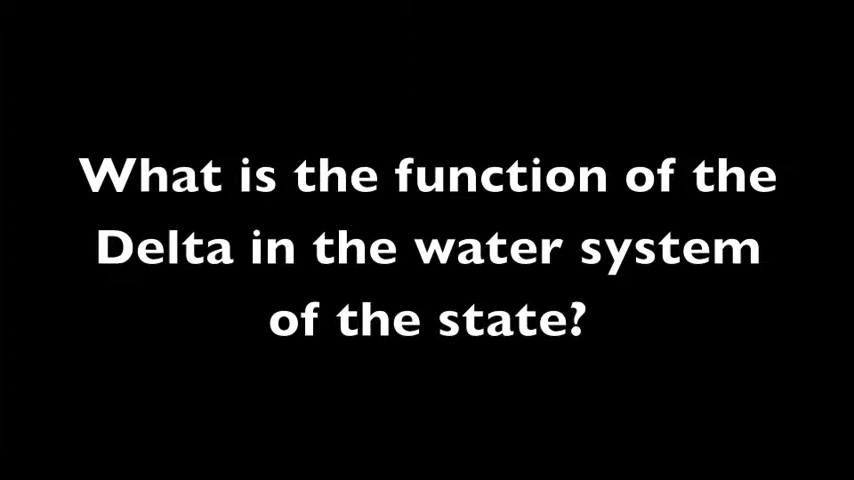 What is the function of the
Delta in the water system
of the state?